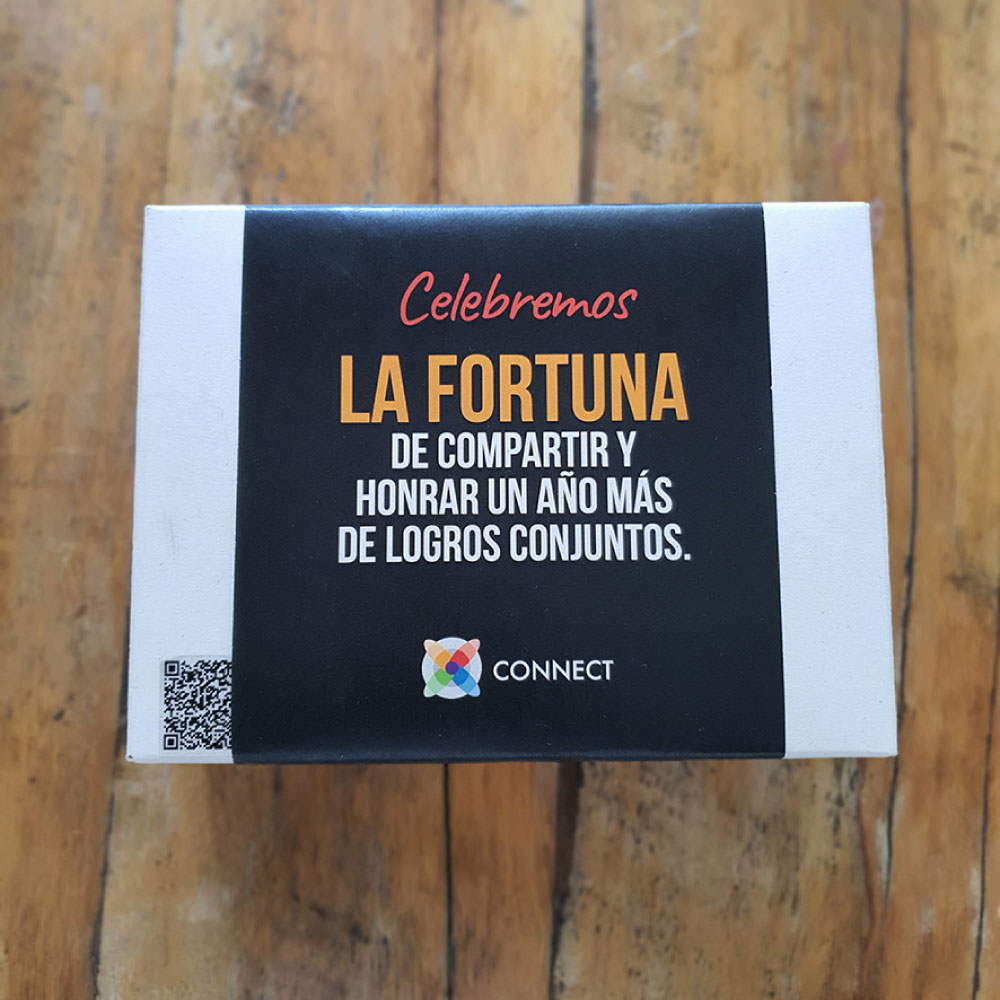 Celebremos
LA FORTUNA
DE COMPARTIR Y
HONRAR UN AÑO MÁS
DE LOGROS CONJUNTOS.
CONNECT